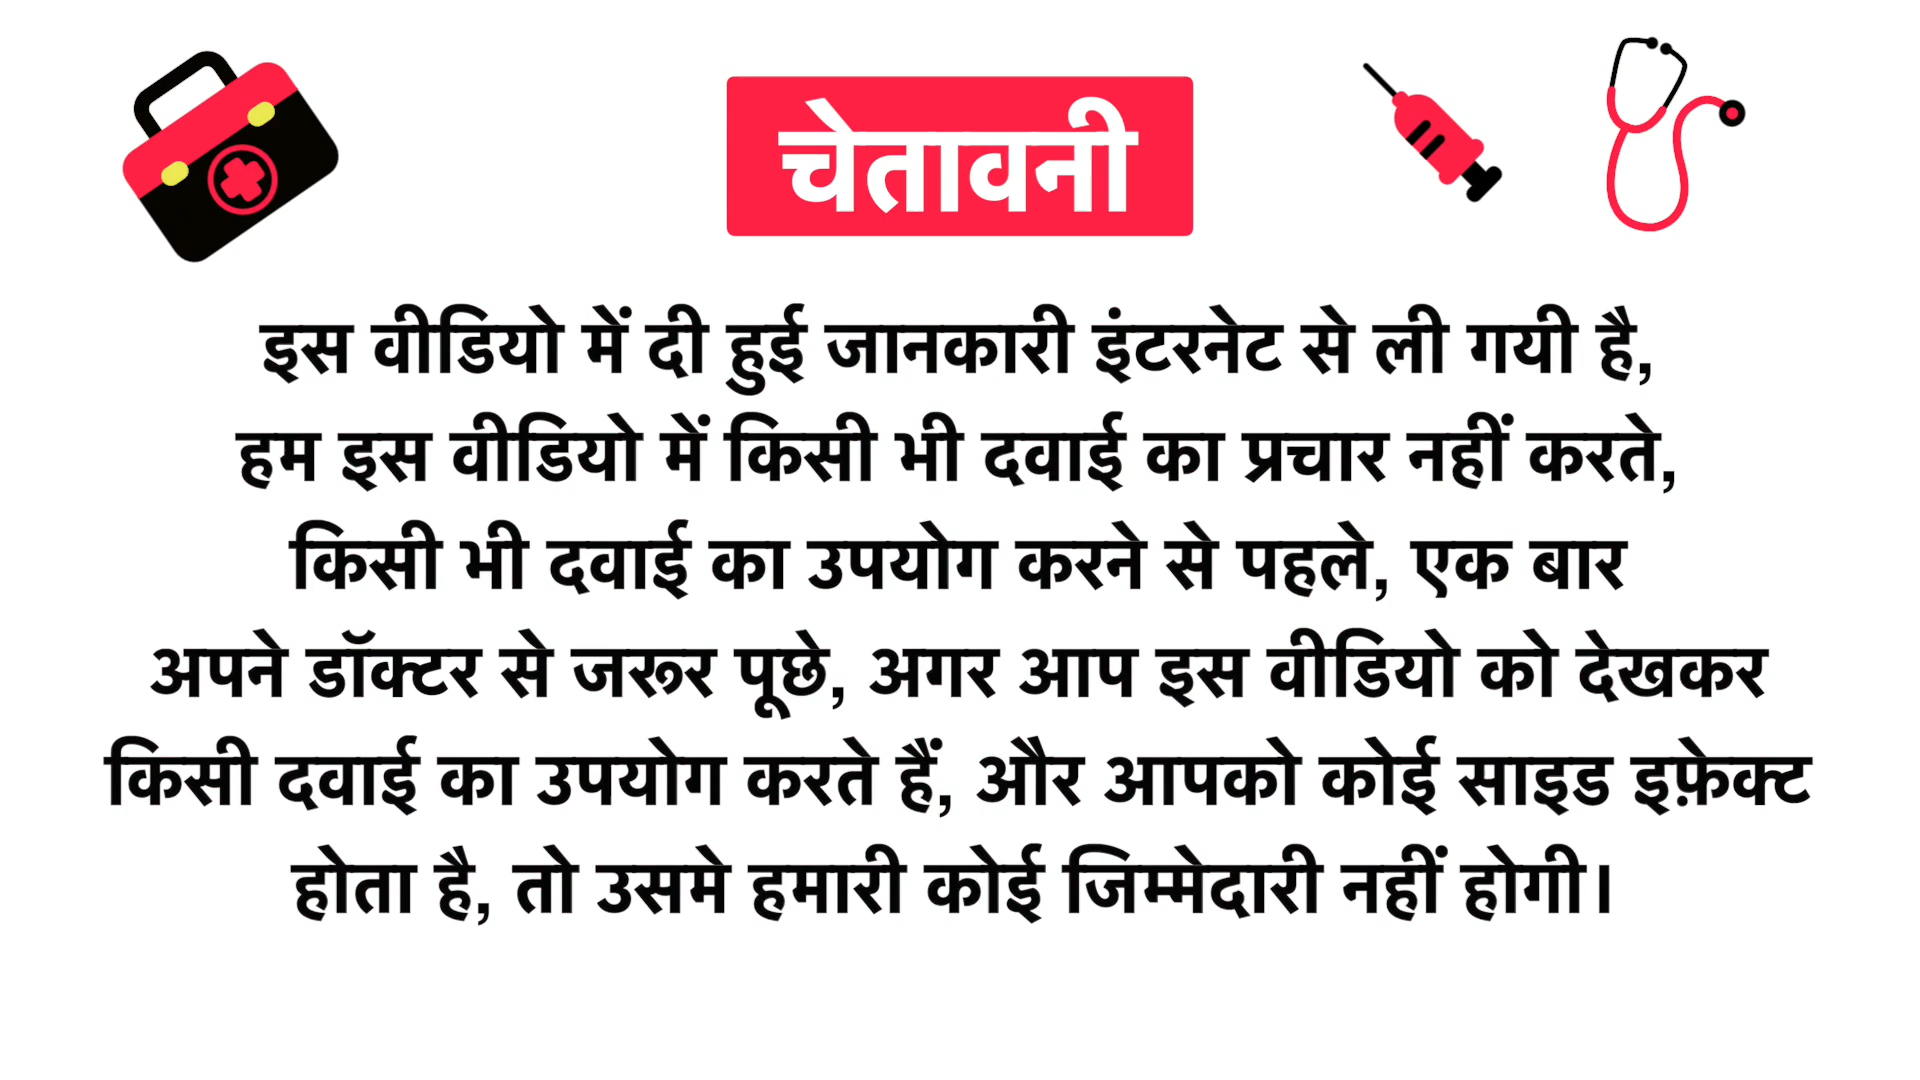 चेतावनी
इस वीडियो में दी हुई जानकारी इंटरनेट से ली गयी है,
हम इस वीडियो में किसी भी दवाई का प्रचार नहीं करते,
किसी भी दवाई का उपयोग करने से पहले, एक बार
अपने डॉक्टर से जरूर पूछे, अगर आप इस वीडियो को देखकर
किसी दवाई का उपयोग करते हैं, और आपको कोई साइड इफ़ेक्ट
होता है, तो उसमे हमारी कोई जिम्मेदारी नहीं होगी।